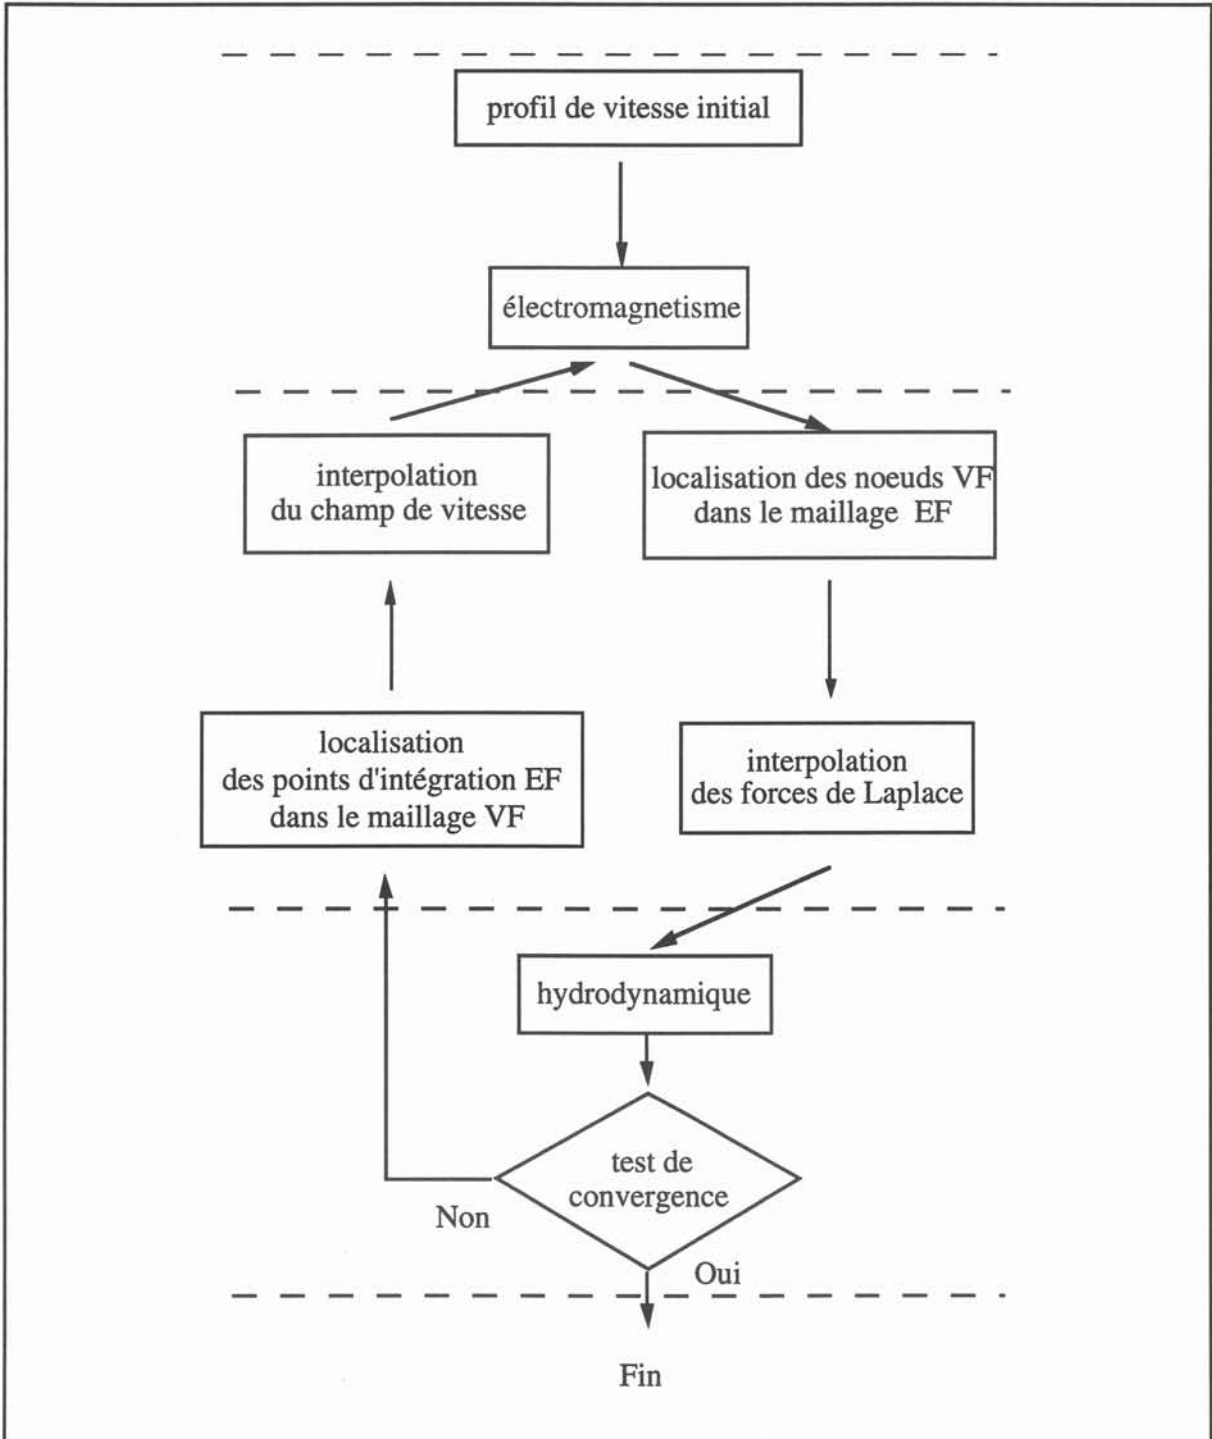 profil de vitesse initial
électromagnetisme
interpolation
du champ de vitesse
localisation des noeuds VF
dans le maillage EF
localisation
des points d'intégration EF
dans le maillage VF
interpolation
des forces de Laplace
hydrodynamique
test de
convergence
Non
Oui
Fin